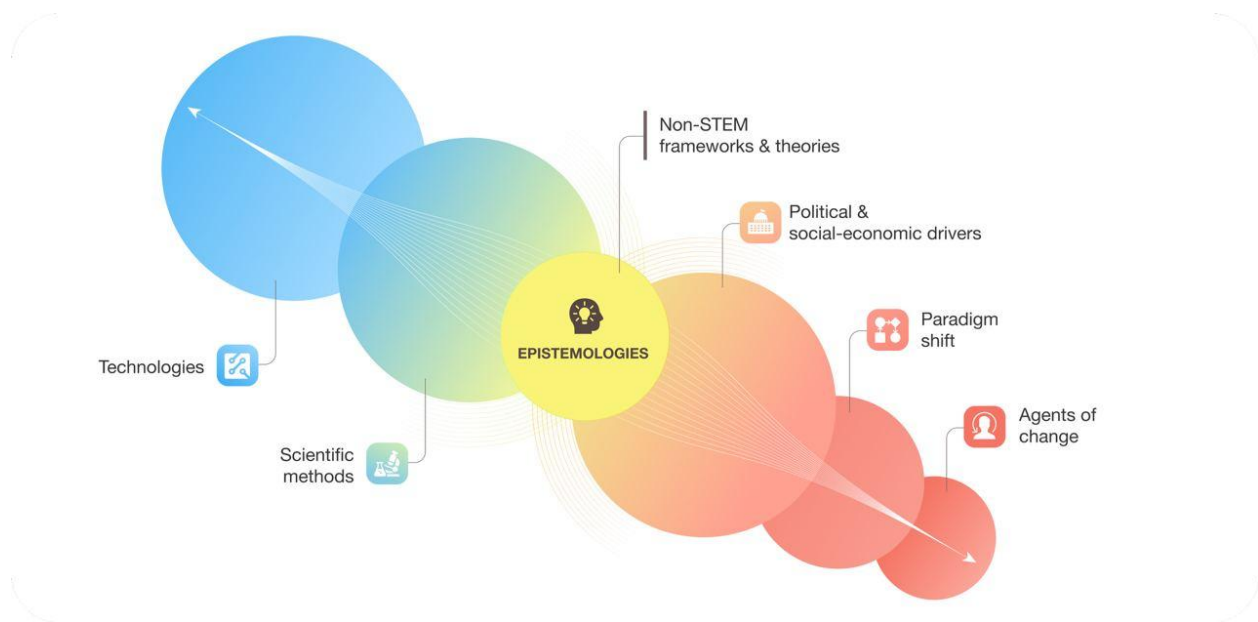 Non-STEM
frameworks & theories
Political &
social-economic drivers
EPISTEMOLOGIES
Paradigm
shift
Technologies
Agents of
change
Scientific
methods